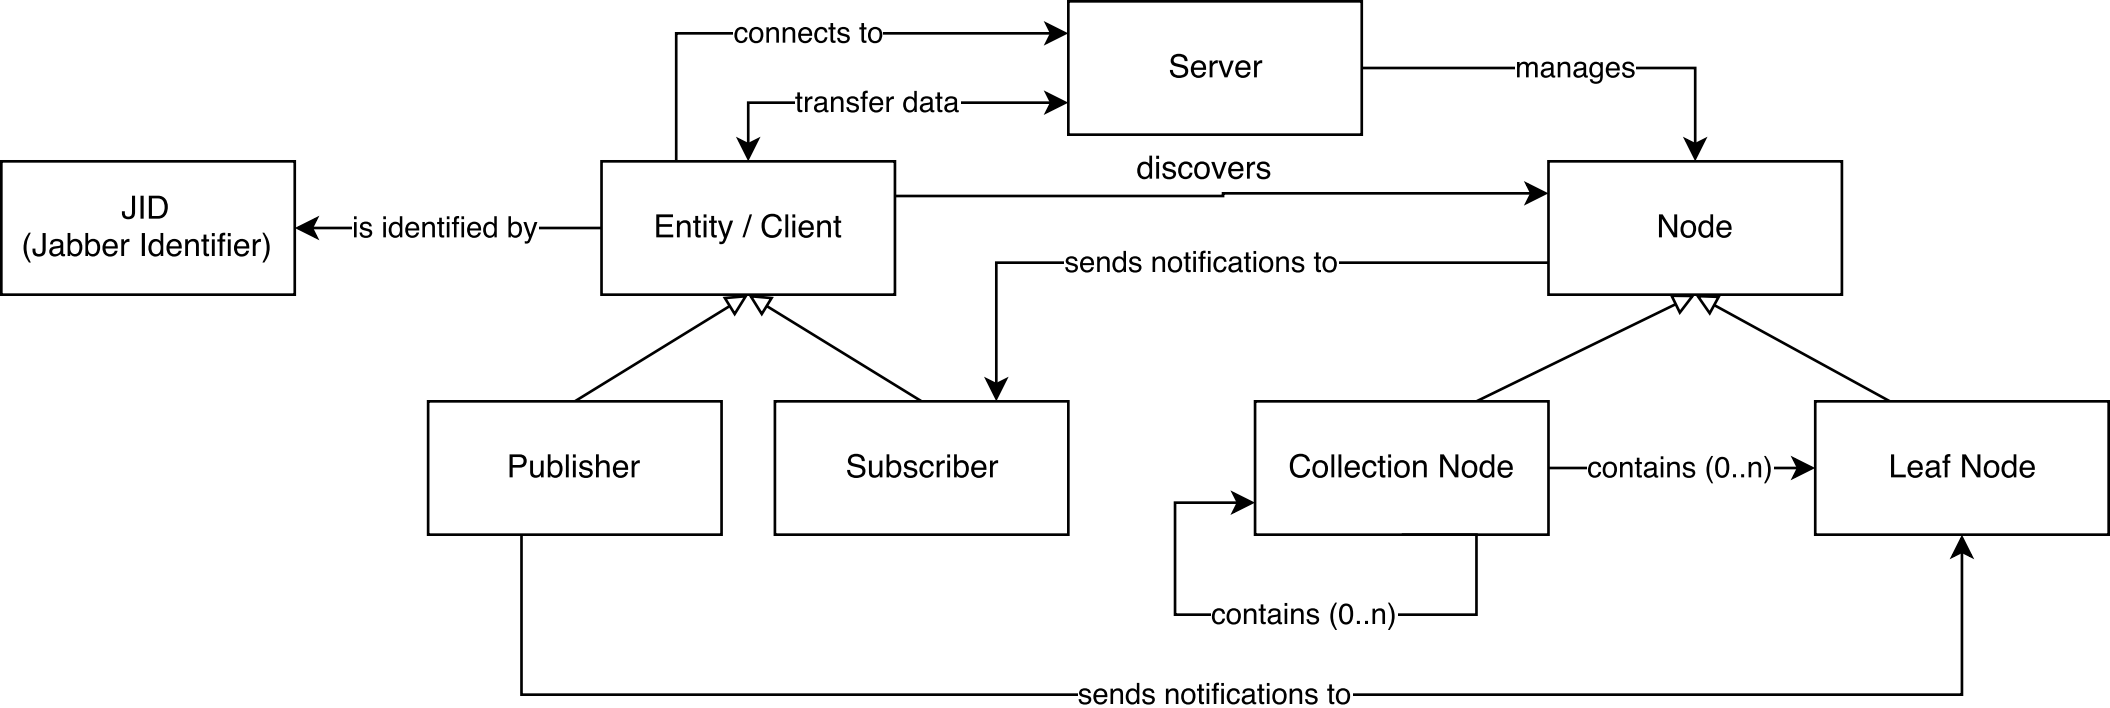 connects to
Server
manages
transfer data
discovers
JID
(Jabber Identifier)
is identified by
Entity / Client
Node
sends notifications to
Publisher
Subscriber
Collection Node
contains (0..n)
Leaf Node
contains (0..n)
sends notifications to